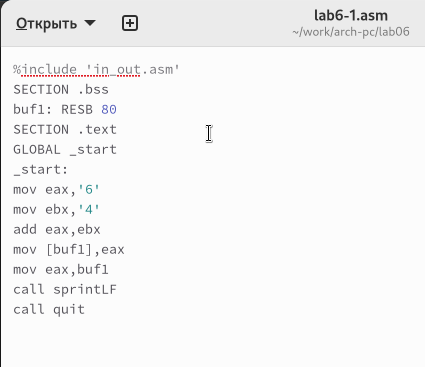 Открыть
lab6-1.asm
~/work/arch-pc/lab06
%include 'in_out.asm'
SECTION .bss
buf1: RESB 80
SECTION .text
GLOBAL _start
_start:
mov eax,'6'
mov ebx,'4'
add eax,ebx
mov [buf1],eax
mov eax,buf1
call sprintLF
call quit